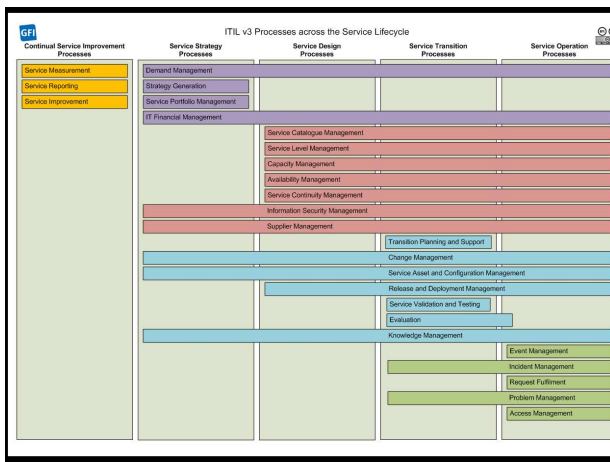 GFI
ITIL v3 Processes across the Service Lifecycle
Continual Service Improvement
Processes
Service Strategy
Processes
Service Design
Processes
Service Transition
Processes
Service Operation
Processes
Service Measurement
Demand Management
Service Reporting
Strategy Generation
Service Improvement
Service Portfolio Management
IT Financial Management
Service Catalogue Management
Service Level Management
Capacity Management
Availability Management
Service Continuity Management
Information Security Management
Supplier Management
Transition Planning and Support
Change Management
Service Asset and Configuration Management
Release and Deployment Management
Service Validation and Testing
Evaluation
Knowledge Management
Event Management
Incident Management
Request Fulfilment
Problem Management
Access Management